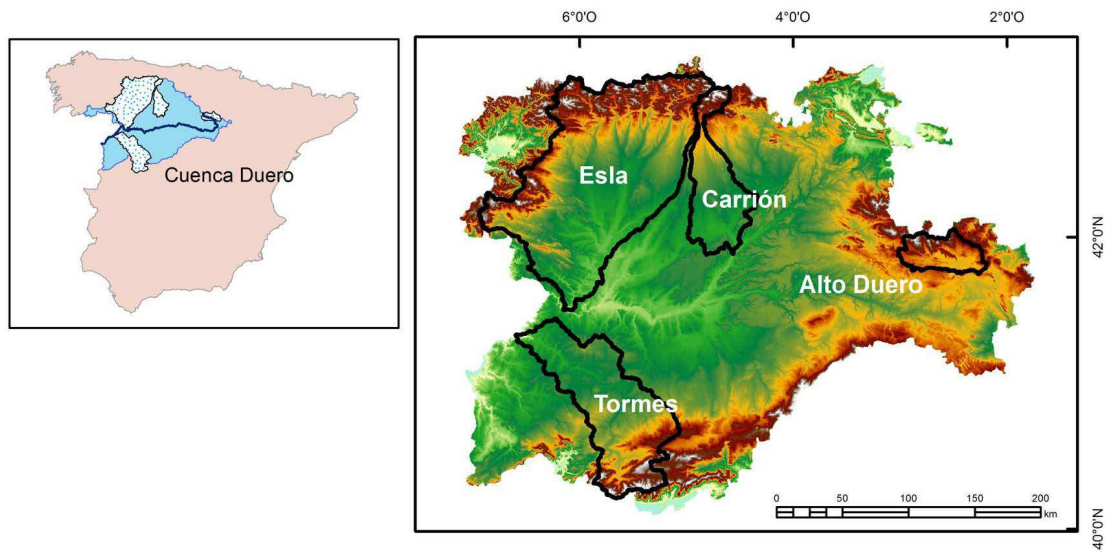 6°0'O 4°0'O 2°0'O
Cuenca Duero
Esla
Carrión
42°0'N
Alto Duero
Tormes
0 50 100 150 200
km
40°0'N